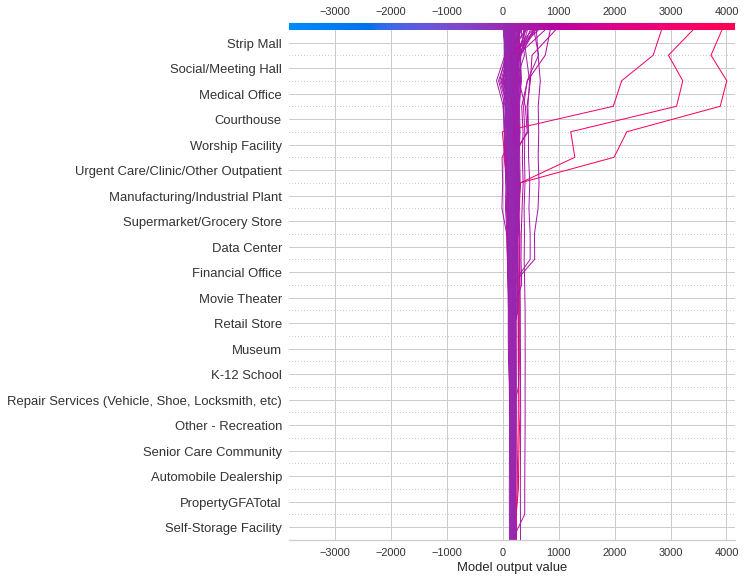 −3000 −2000 −1000 0 1000 2000 3000 4000
Strip Mall
Social/Meeting Hall
Medical Office
Courthouse
Worship Facility
Urgent Care/Clinic/Other Outpatient
Manufacturing/Industrial Plant
Supermarket/Grocery Store
Data Center
Financial Office
Movie Theater
Retail Store
Museum
K-12 School
Repair Services (Vehicle, Shoe, Locksmith, etc)
Other - Recreation
Senior Care Community
Automobile Dealership
PropertyGFATotal
Self-Storage Facility
−3000 −2000 −1000 0 1000 2000 3000 4000
Model output value